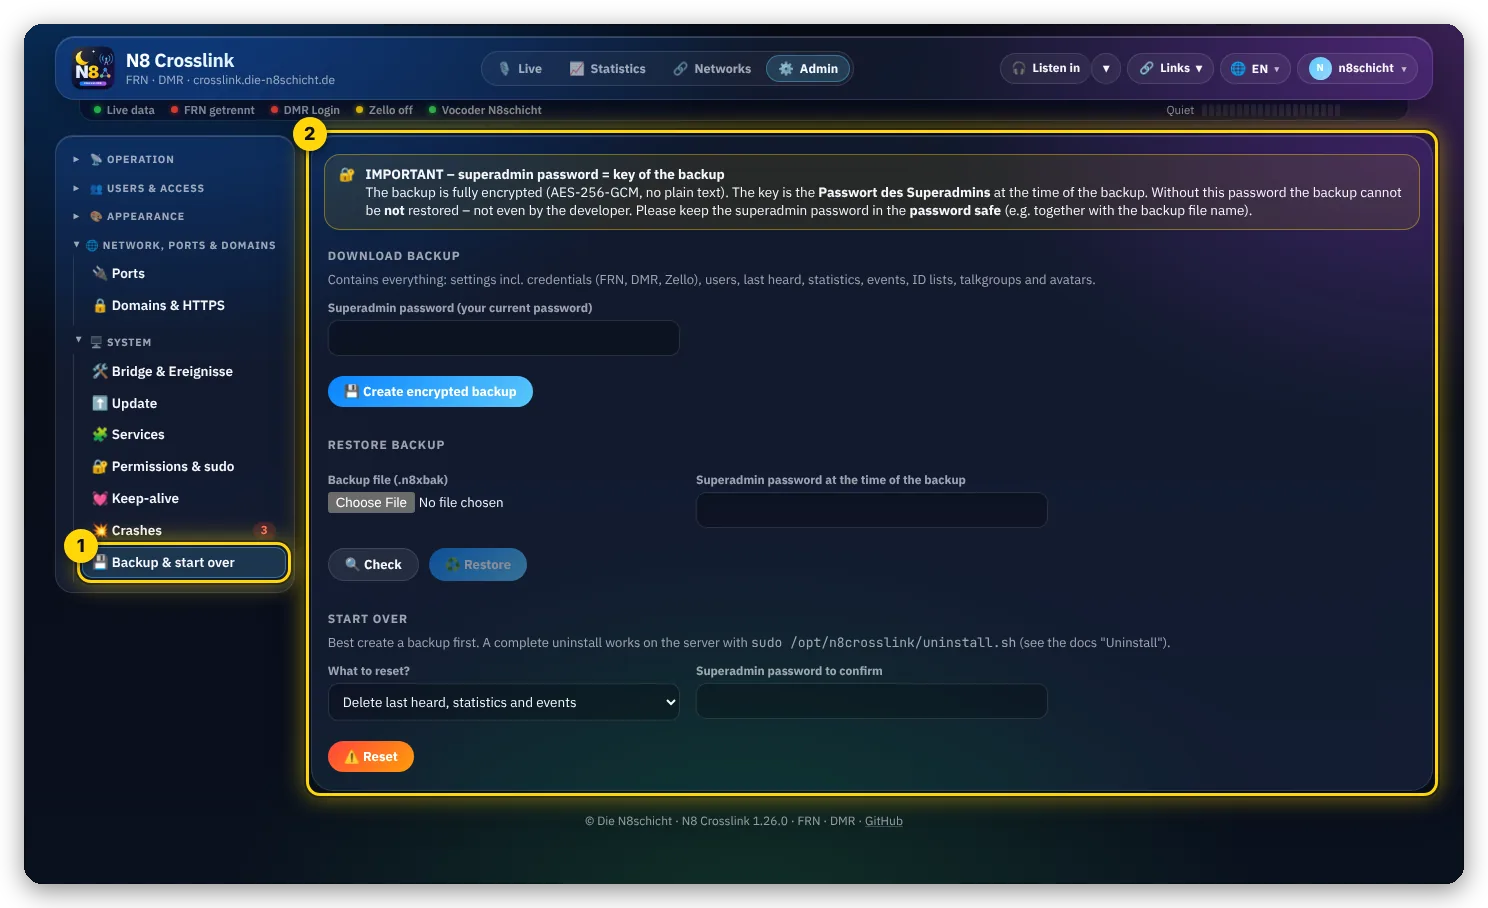 N8 Crosslink
FRN · DMR · crosslink.die-n8schicht.de
N8
Live
Statistics
Networks
Admin
Listen in ▾
Links ▾
EN ▾
N n8schicht ▾
Live data
FRN getrennt
DMR Login
Zello off
Vocoder N8schicht
Quiet
▸ OPERATION
▸ USERS & ACCESS
▸ APPEARANCE
▾ NETWORK, PORTS & DOMAINS
Ports
Domains & HTTPS
▾ SYSTEM
Bridge & Ereignisse
Update
Services
Permissions & sudo
Keep-alive
Crashes 3
1
Backup & start over
2
IMPORTANT – superadmin password = key of the backup
The backup is fully encrypted (AES-256-GCM, no plain text). The key is the Passwort des Superadmins at the time of the backup. Without this password the backup cannot
be not restored – not even by the developer. Please keep the superadmin password in the password safe (e.g. together with the backup file name).
DOWNLOAD BACKUP
Contains everything: settings incl. credentials (FRN, DMR, Zello), users, last heard, statistics, events, ID lists, talkgroups and avatars.
Superadmin password (your current password)
Create encrypted backup
RESTORE BACKUP
Backup file (.n8xbak)
Choose File No file chosen
Superadmin password at the time of the backup
Check
Restore
START OVER
Best create a backup first. A complete uninstall works on the server with sudo /opt/n8crosslink/uninstall.sh (see the docs "Uninstall").
What to reset?
Delete last heard, statistics and events
Superadmin password to confirm
Reset
© Die N8schicht · N8 Crosslink 1.26.0 · FRN · DMR · GitHub